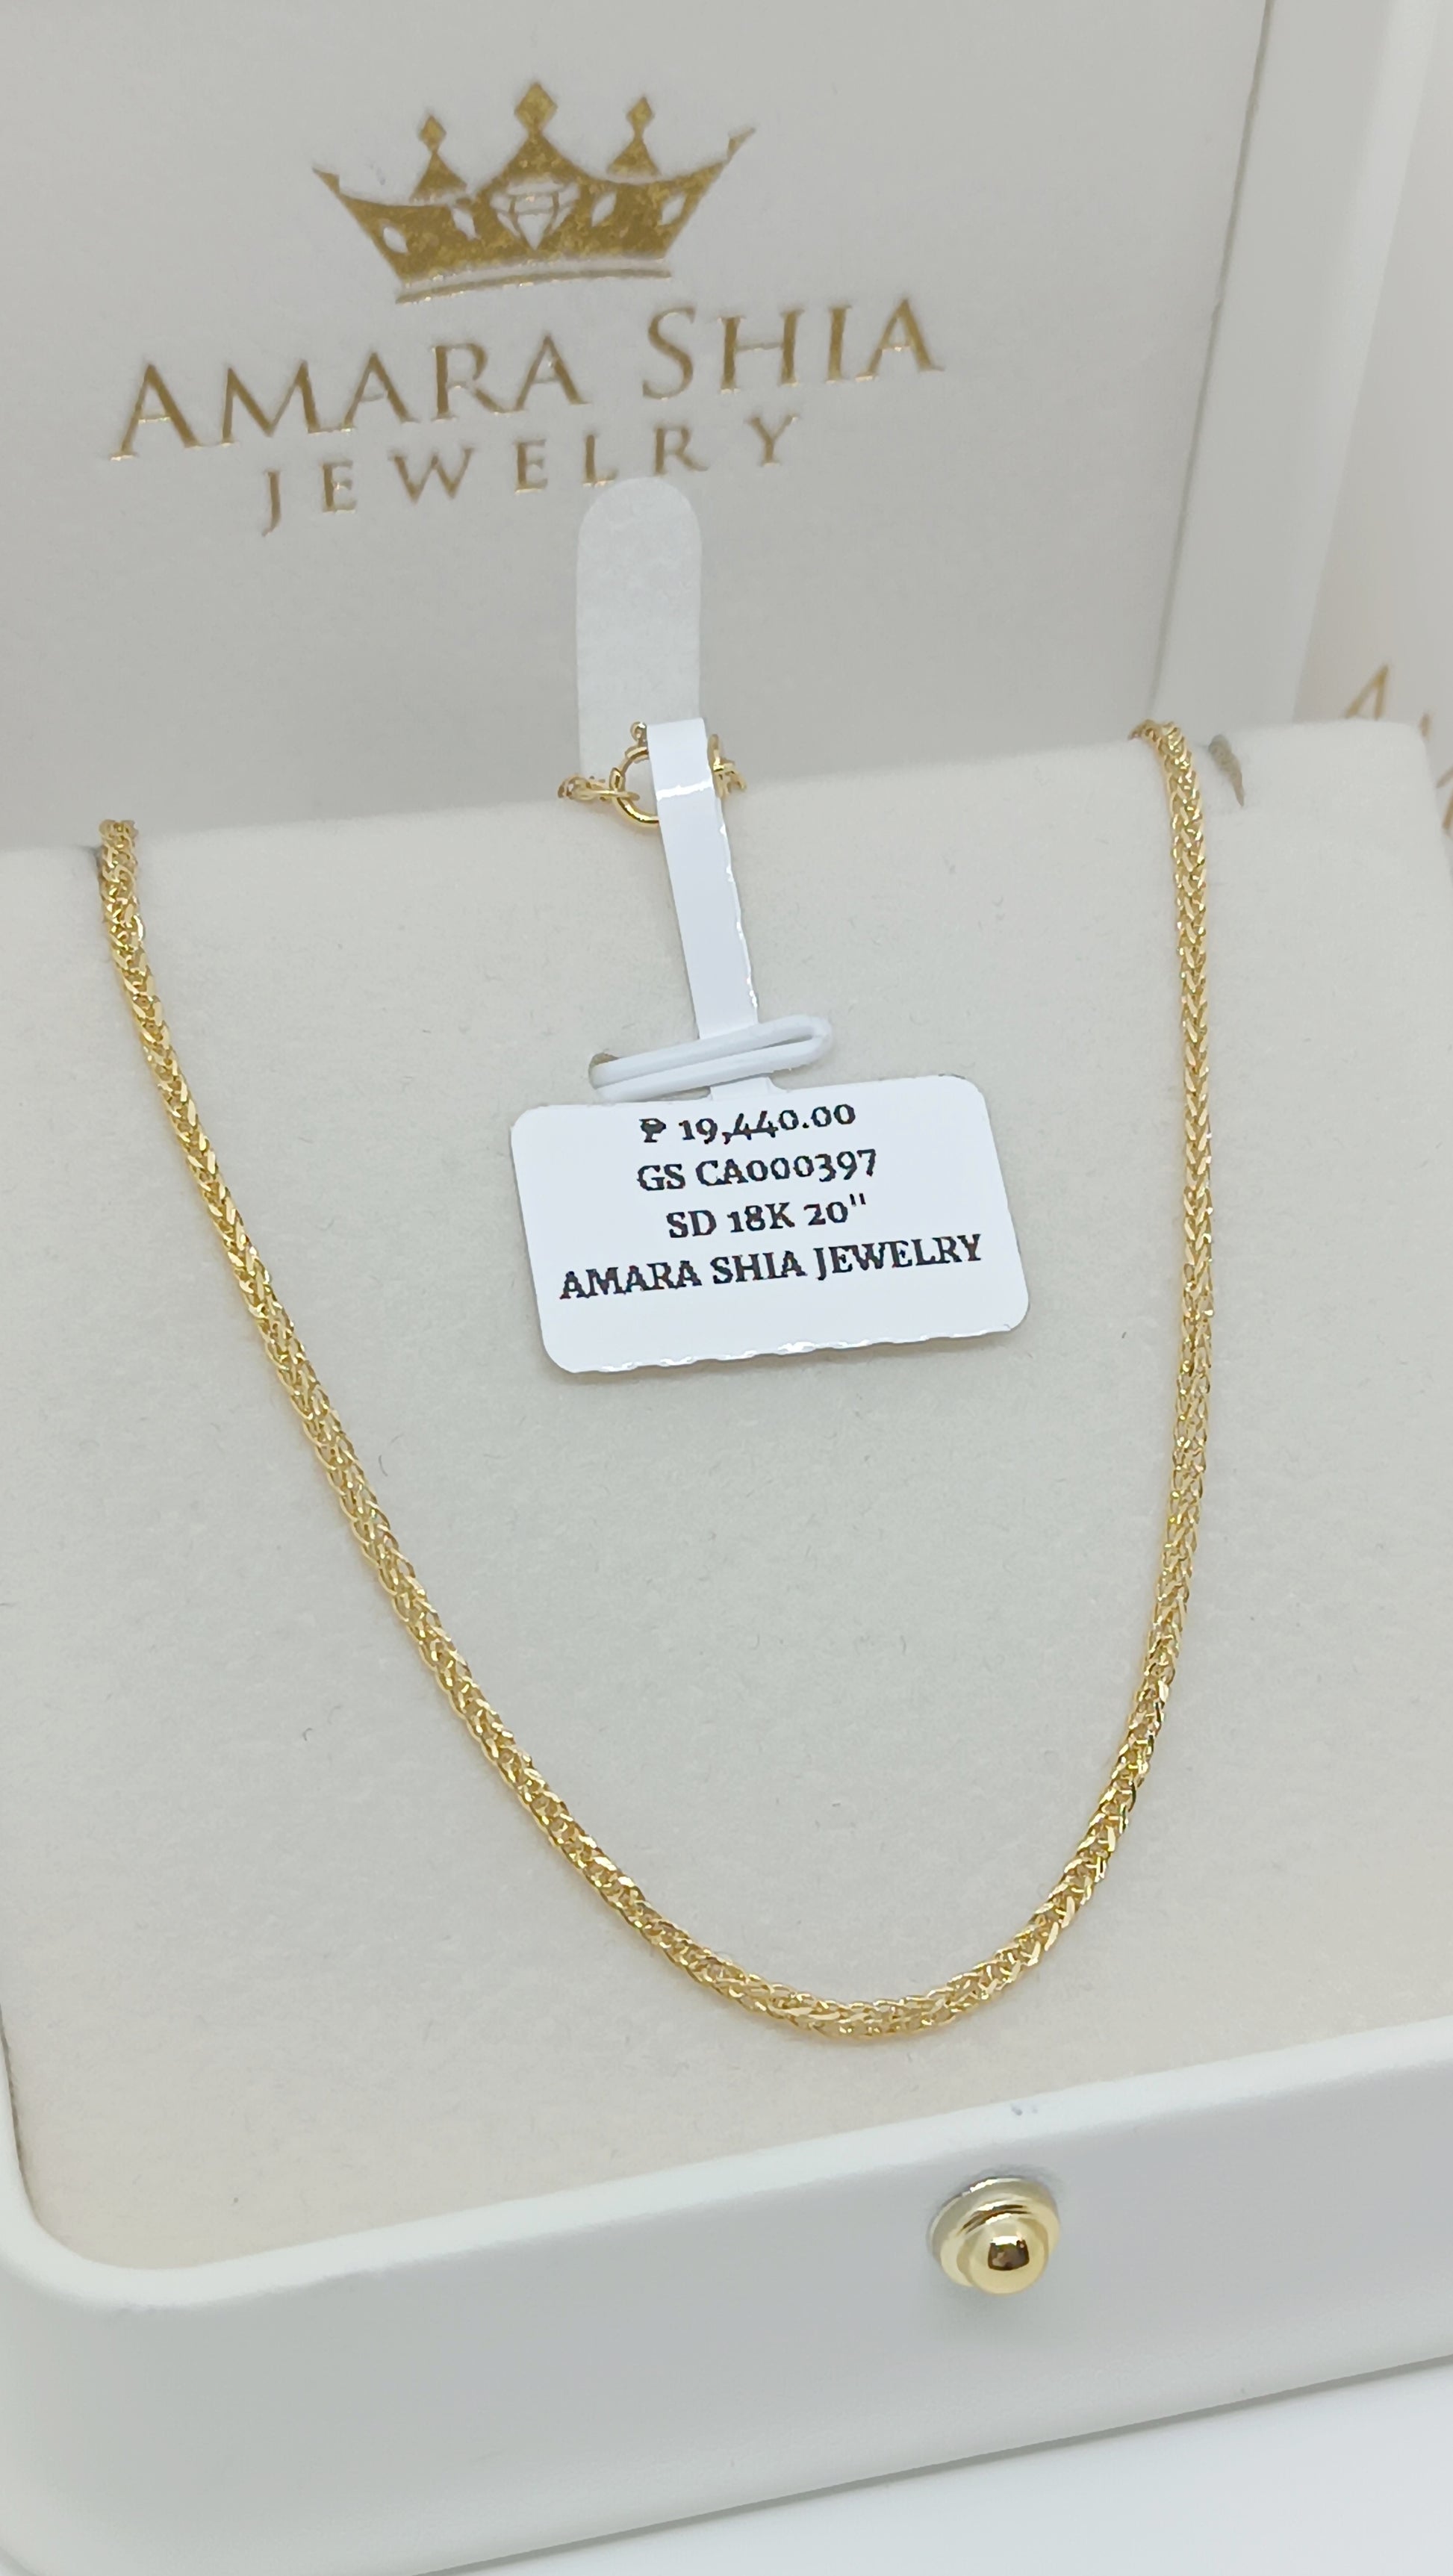 AMARA SHIA
JEWELRY
₱ 19,440.00
GS CA000397
SD 18K 20"
AMARA SHIA JEWELRY